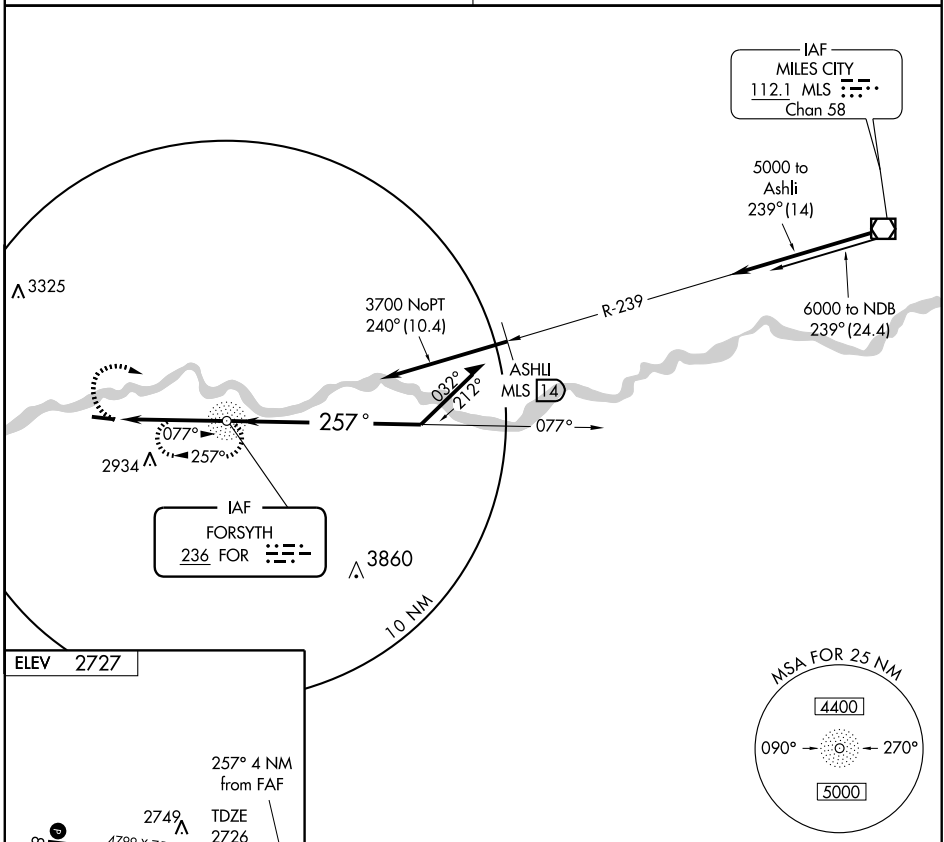 IAF
MILES CITY
112.1 MLS
Chan 58
5000 to
Ashli
239° (14)
6000 to NDB
239° (24.4)
R-239
3700 NoPT
240° (10.4)
ASHLI
MLS 14
032°
212°
077°
257°
077°
257°
3325
2934
IAF
FORSYTH
236 FOR
3860
10 NM
ELEV 2727
257° 4 NM
from FAF
2749
TDZE
2726
P
MSA FOR 25 NM
4400
090°
270°
5000